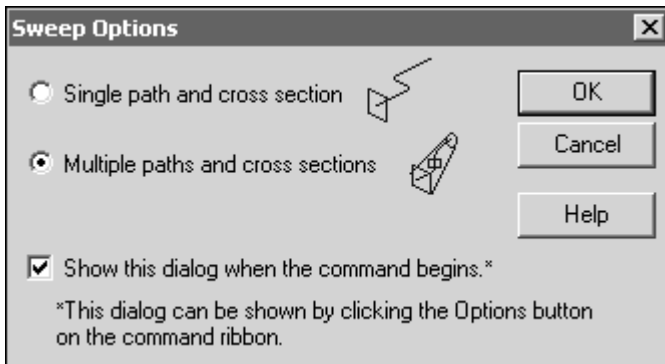 Sweep Options
Single path and cross section
OK
Multiple paths and cross sections
Cancel
Help
Show this dialog when the command begins.*
*This dialog can be shown by clicking the Options button
on the command ribbon.